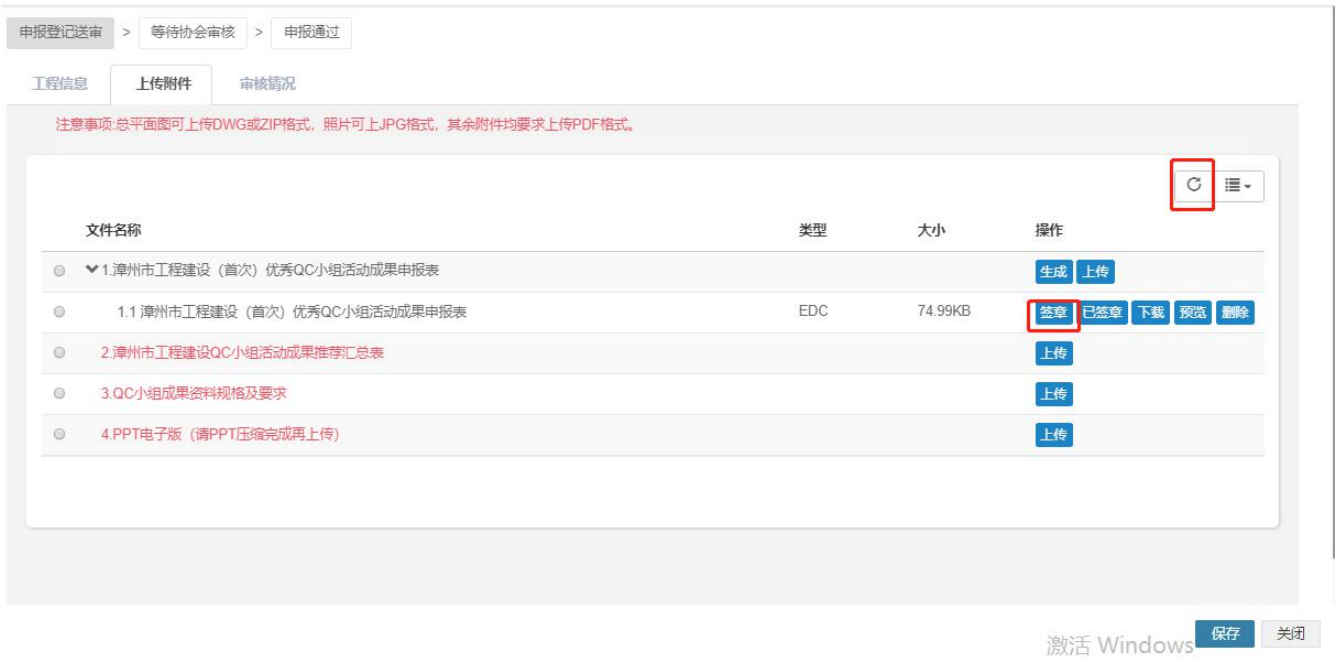 申报登记送审 > 等待协会审核 > 申报通过
工程信息 上传附件 审核情况
注意事项:总平面图可上传DWG或ZIP格式，照片可上JPG格式，其余附件均要求上传PDF格式。
文件名称 类型 大小 操作
1.漳州市工程建设（首次）优秀QC小组活动成果申报表 生成 上传
1.1 漳州市工程建设（首次）优秀QC小组活动成果申报表 EDC 74.99KB 签章 已签章 下载 预览 删除
2.漳州市工程建设QC小组活动成果推荐汇总表 上传
3.QC小组成果资料规格及要求 上传
4.PPT电子版（请PPT压缩完成再上传） 上传
激活 Windows 保存 关闭